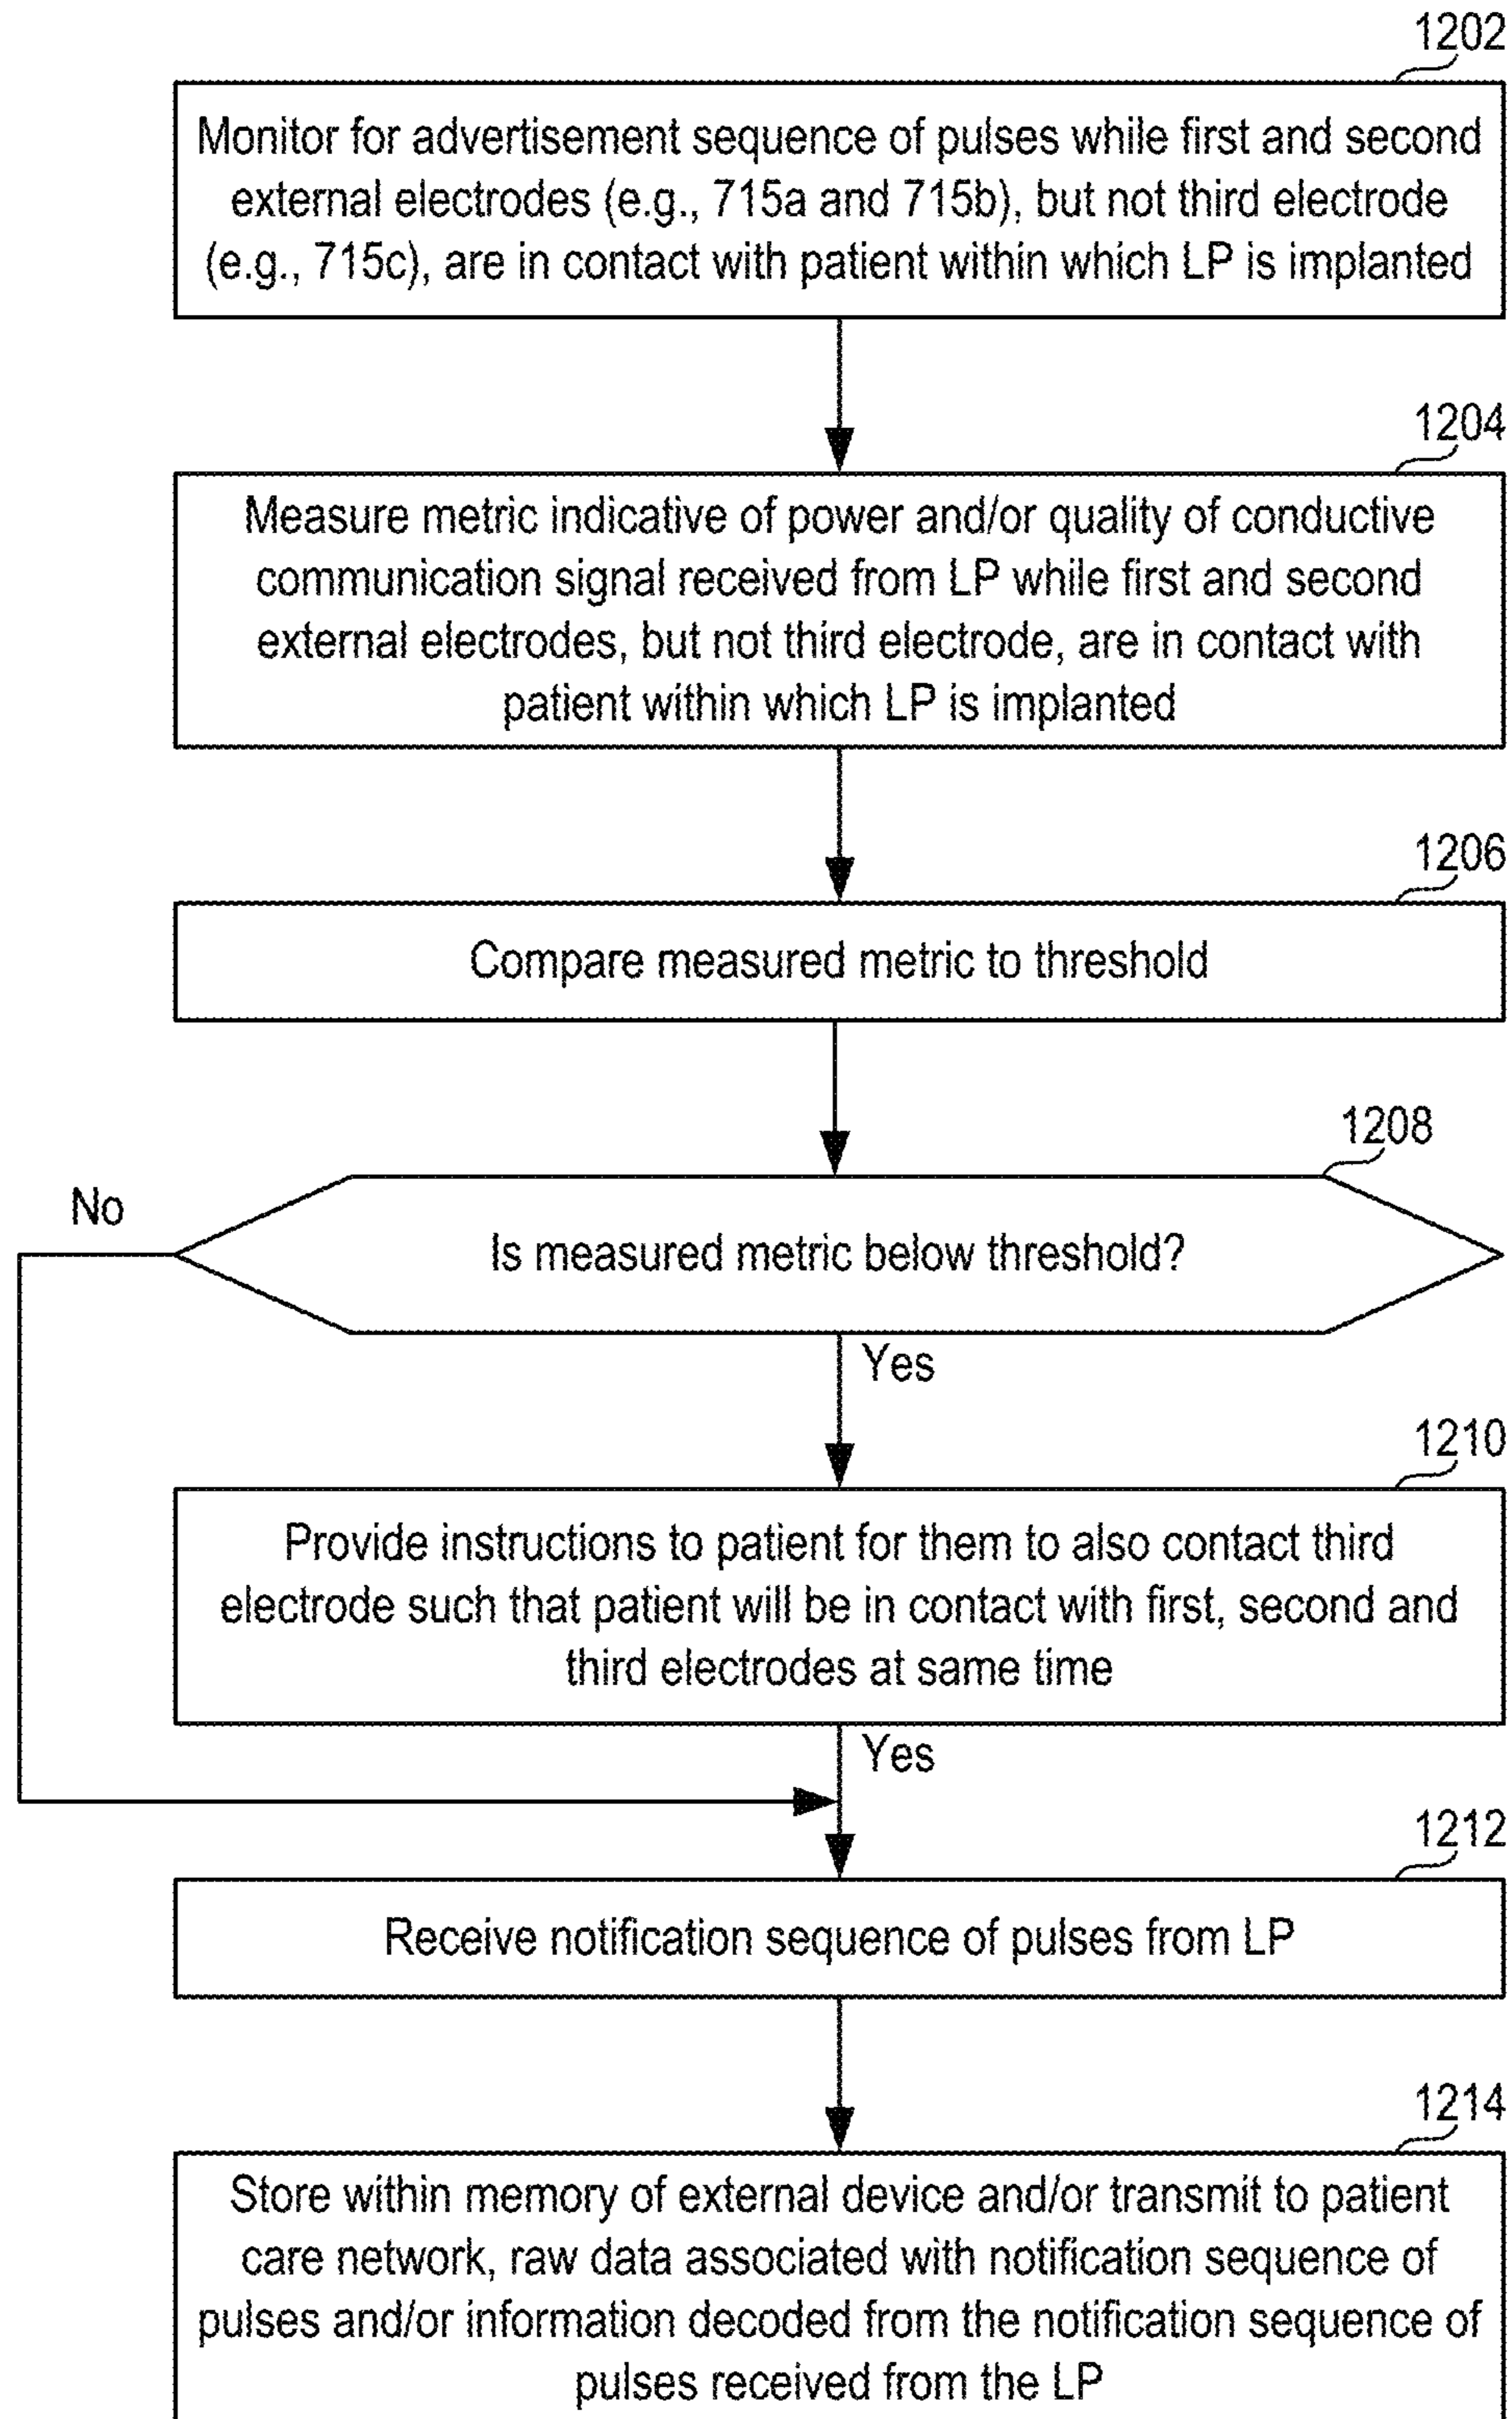 1202
Monitor for advertisement sequence of pulses while first and second
external electrodes (e.g., 715a and 715b), but not third electrode
(e.g., 715c), are in contact with patient within which LP is implanted
1204
Measure metric indicative of power and/or quality of conductive
communication signal received from LP while first and second
external electrodes, but not third electrode, are in contact with
patient within which LP is implanted
1206
Compare measured metric to threshold
1208
No
Is measured metric below threshold?
Yes
1210
Provide instructions to patient for them to also contact third
electrode such that patient will be in contact with first, second and
third electrodes at same time
Yes
1212
Receive notification sequence of pulses from LP
1214
Store within memory of external device and/or transmit to patient
care network, raw data associated with notification sequence of
pulses and/or information decoded from the notification sequence of
pulses received from the LP